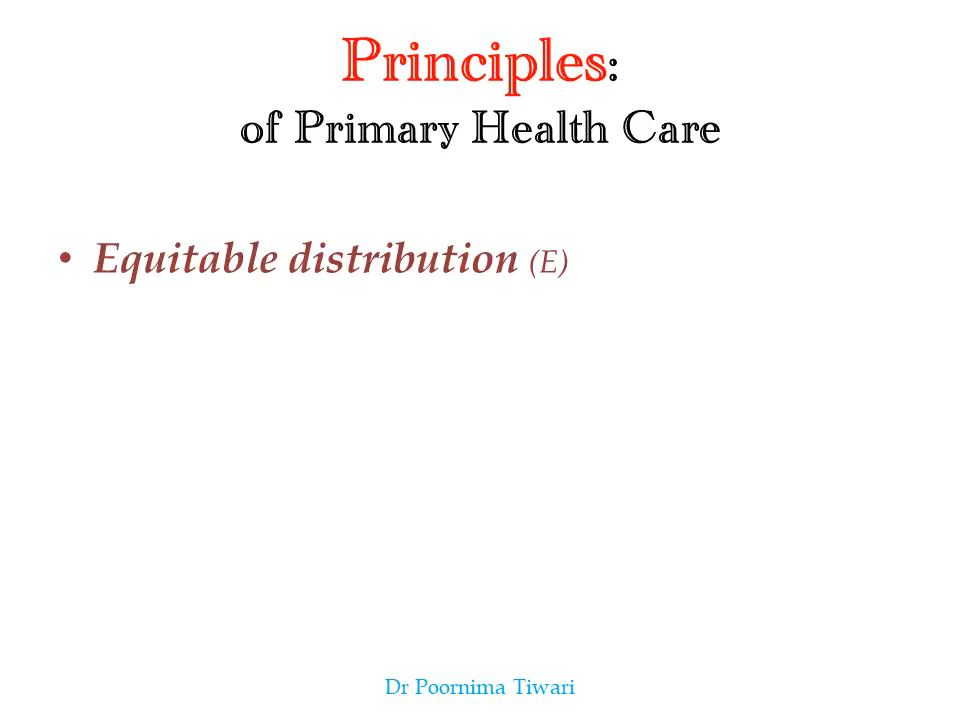 Principles:
of Primary Health Care
• Equitable distribution (E)
Dr Poornima Tiwari